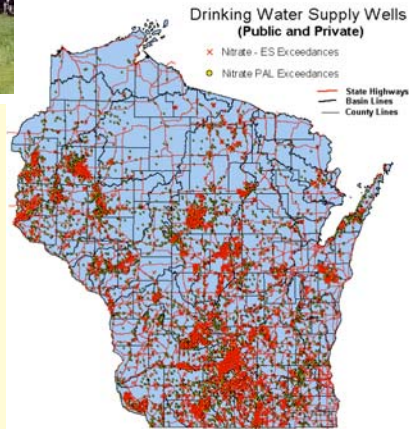 Drinking Water Supply Wells
(Public and Private)
Nitrate - ES Exceedances
Nitrate PAL Exceedances
State Highways
Basin Lines
County Lines